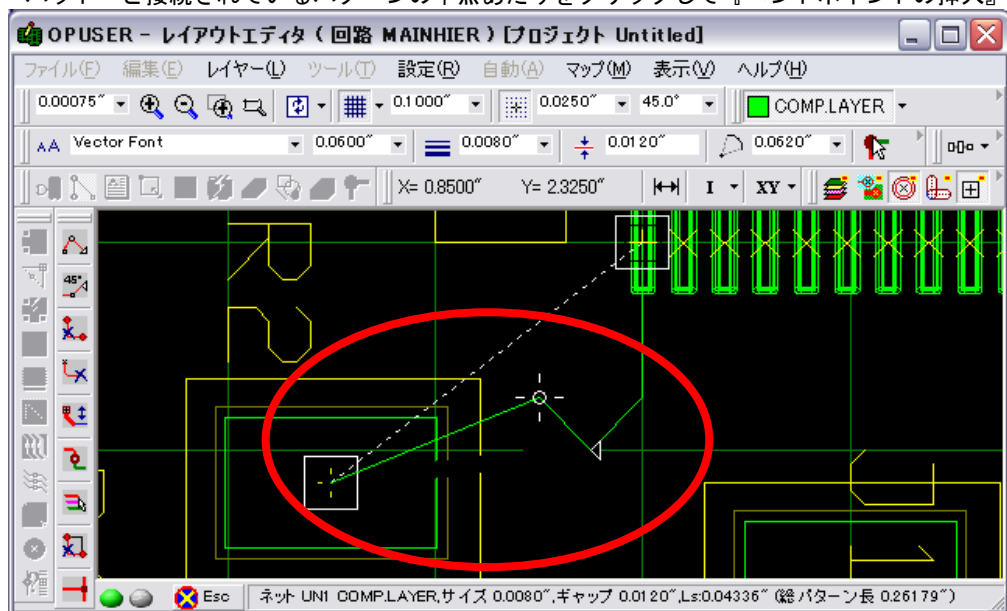 OPUSER - レイアウトエディタ ( 回路 MAINHIER ) [プロジェクト Untitled]
ファイル(F) 編集(E) レイヤー(L) ツール(T) 設定(R) 自動(A) マップ(M) 表示(V) ヘルプ(H)
0.00075" 0.1000" 0.0250" 45.0° COMP.LAYER
AA Vector Font 0.0600" 0.0080" 0.0120" 0.0620"
X= 0.8500" Y= 2.3250" I XY
45°
R
Esc ネット UN1 COMP.LAYER,サイズ 0.0080",ギャップ 0.0120",Ls:0.04336" (総パターン長 0.26179")